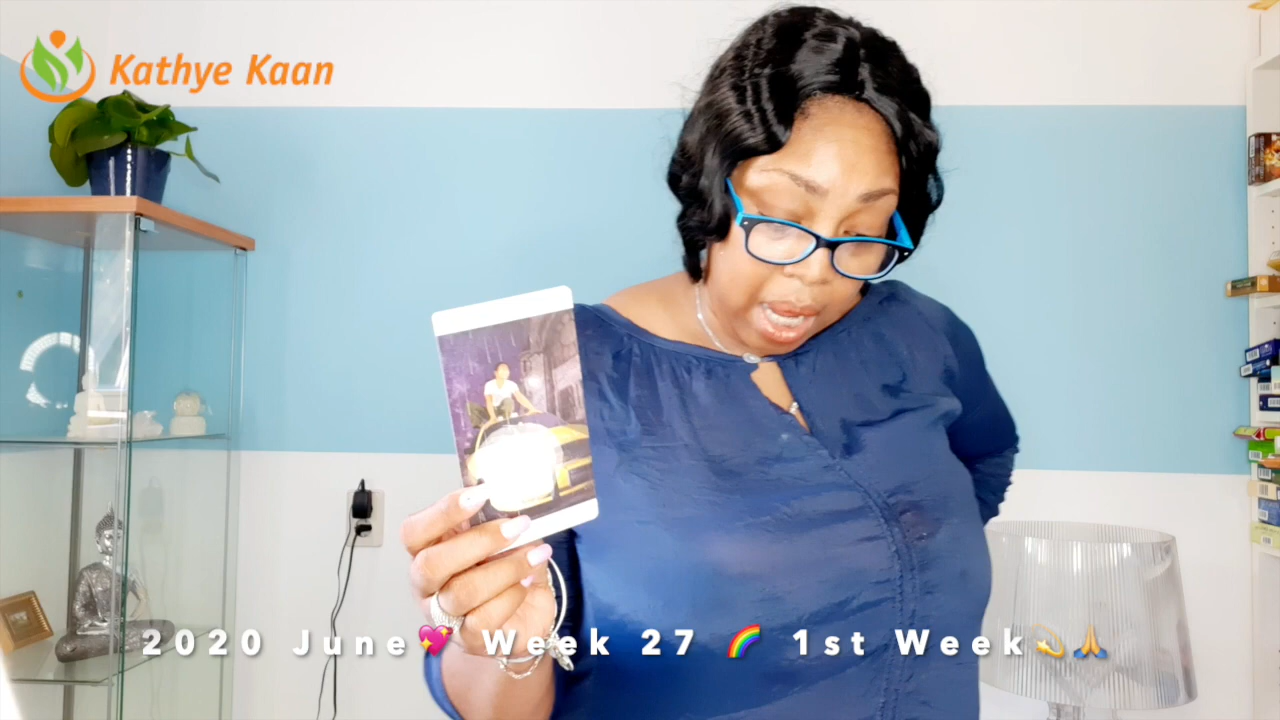 Kathye Kaan
2020 June💖 Week 27 🌈 1st Week💫🙏